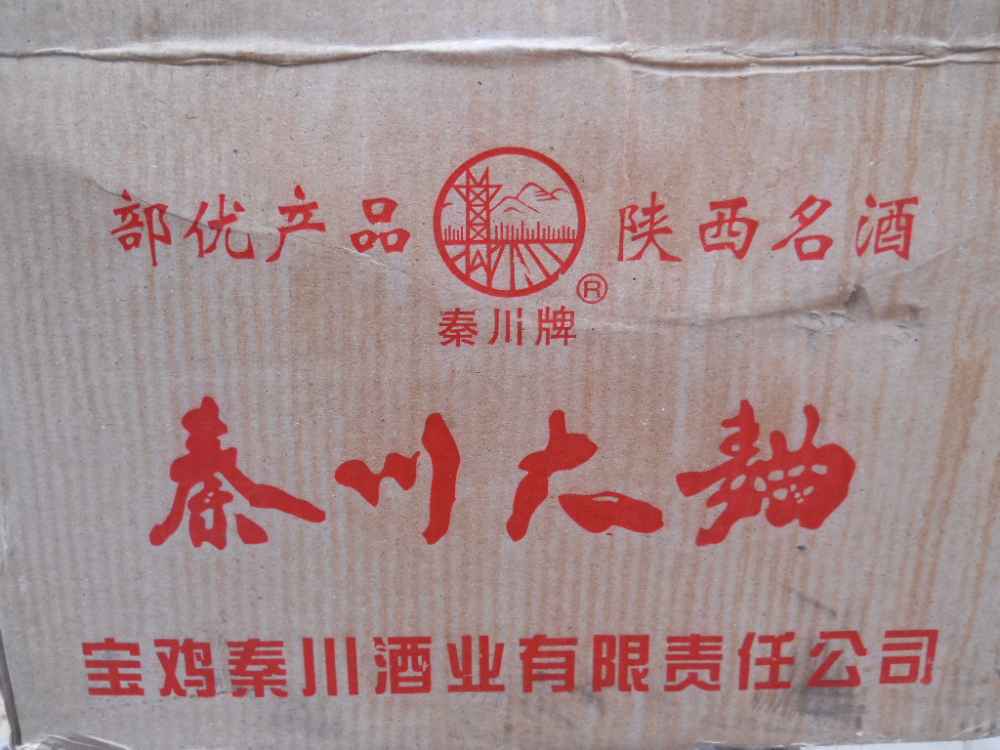 部优产品 陕西名酒
®
秦川牌
秦川大麯
宝鸡秦川酒业有限责任公司